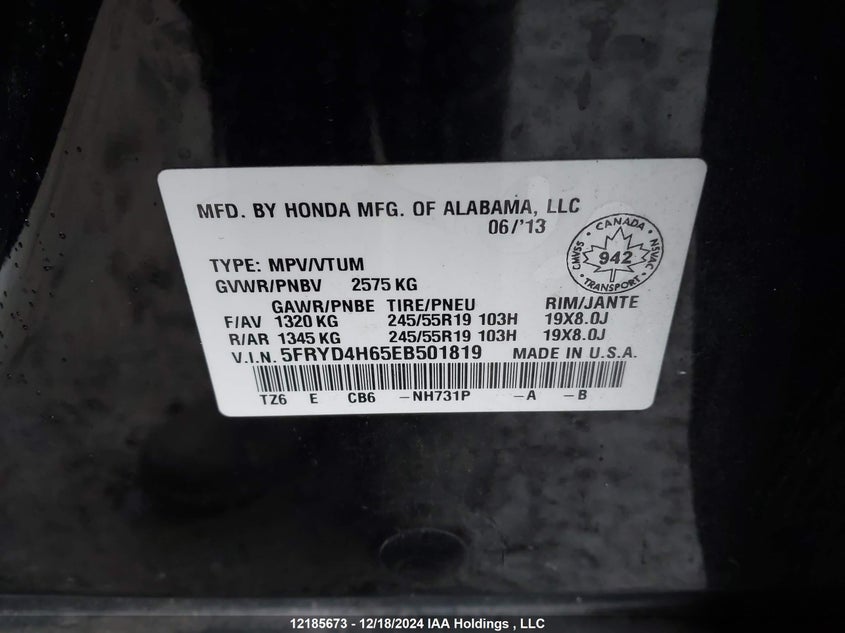 MFD. BY HONDA MFG. OF ALABAMA, LLC
06/'13
CANADA
CMVSS 942 NSVAC
TRANSPORT
TYPE: MPV/VTUM
GVWR/PNBV 2575 KG
GAWR/PNBE TIRE/PNEU RIM/JANTE
F/AV 1320 KG 245/55R19 103H 19X8.0J
R/AR 1345 KG 245/55R19 103H 19X8.0J
V.I.N. 5FRYD4H65EB501819 MADE IN U.S.A.
TZ6 E CB6 -NH731P -A -B
12185673 - 12/18/2024 IAA Holdings , LLC